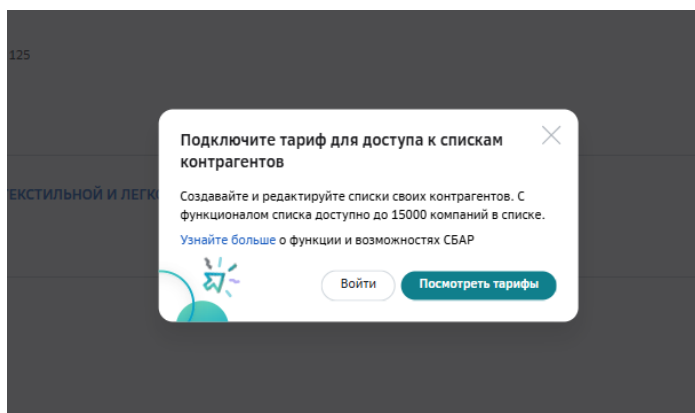 125
Подключите тариф для доступа к спискам
контрагентов
ЕКСТИЛЬНОЙ И ЛЕГК
Создавайте и редактируйте списки своих контрагентов. С
функционалом списка доступно до 15000 компаний в списке.
Узнайте больше о функции и возможностях СБАР
Войти
Посмотреть тарифы